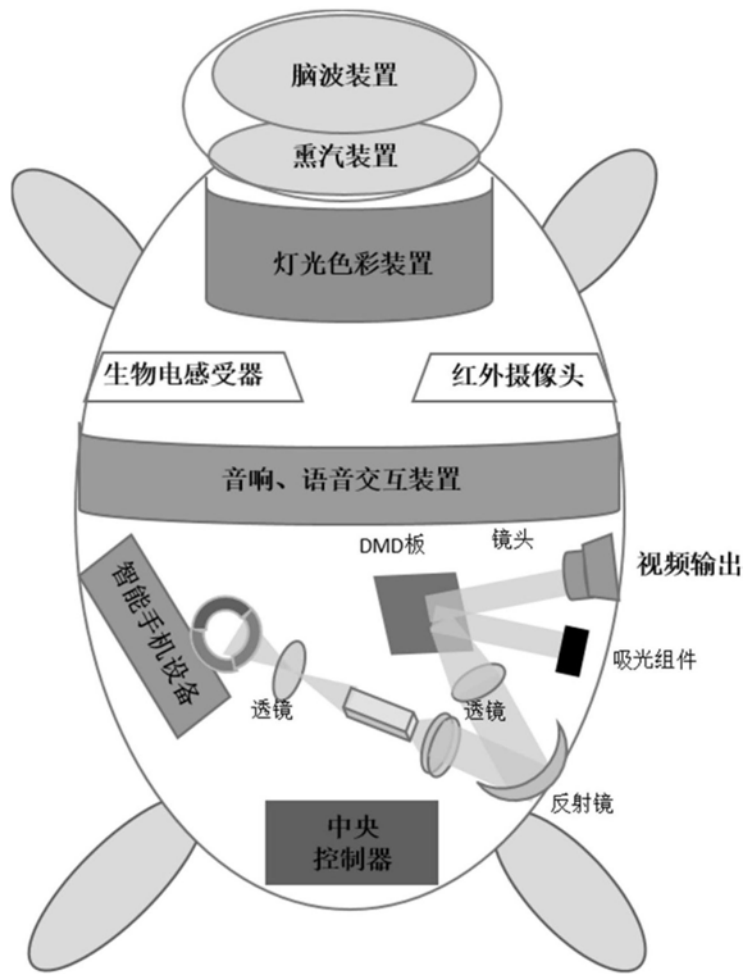 脑波装置
熏汽装置
灯光色彩装置
生物电感受器
红外摄像头
音响、语音交互装置
DMD板
镜头
视频输出
智能手机设备
吸光组件
透镜
透镜
反射镜
中央
控制器